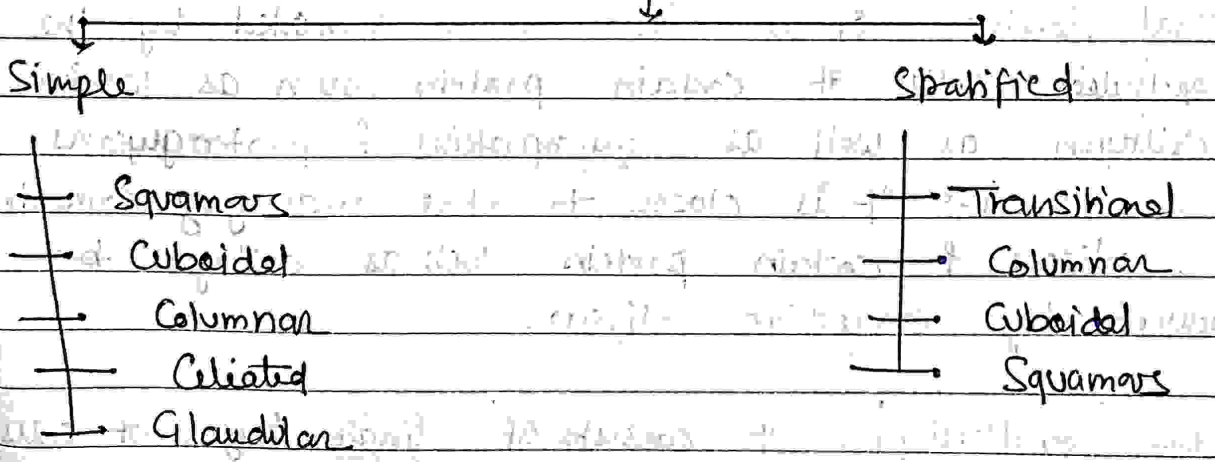 Simple
Stratified
Squamous
Cuboidal
Columnar
Ciliated
Glandular
Transitional
Columnar
Cuboidal
Squamous